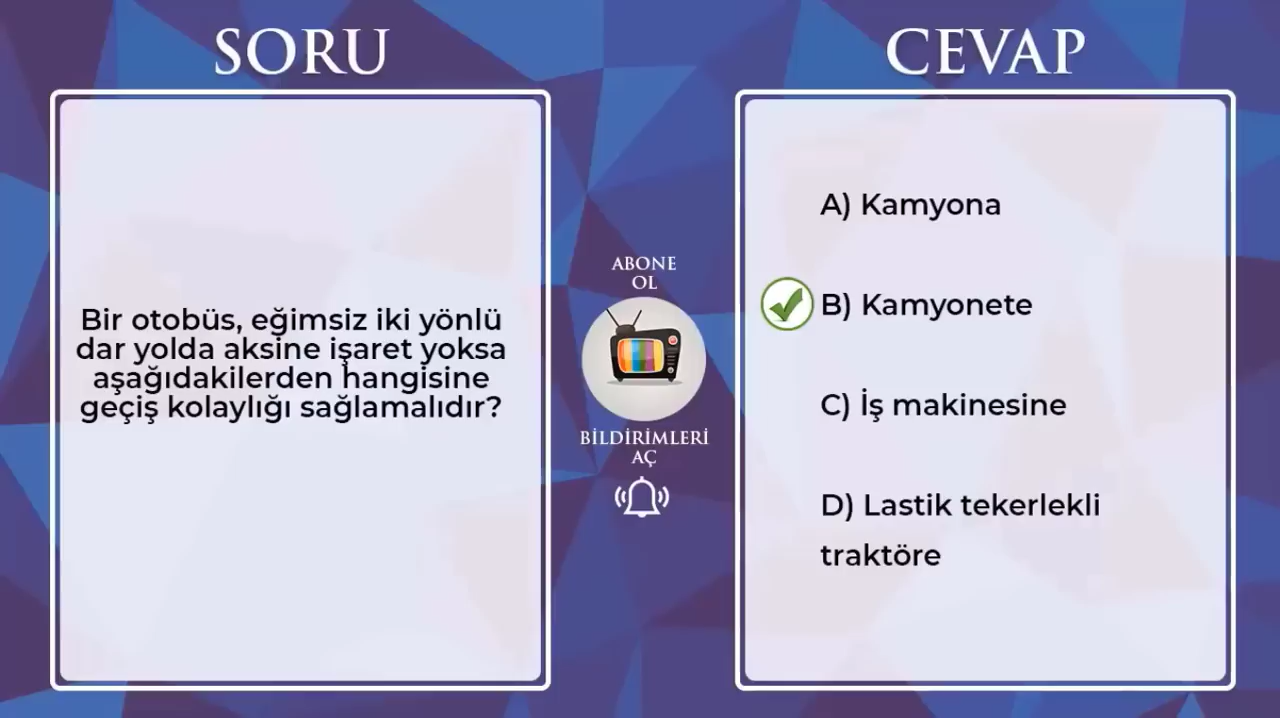 SORU
Bir otobüs, eğimsiz iki yönlü
dar yolda aksine işaret yoksa
aşağıdakilerden hangisine
geçiş kolaylığı sağlamalıdır?
ABONE
OL
BİLDİRİMLERİ
AÇ
CEVAP
A) Kamyona
B) Kamyonete
C) İş makinesine
D) Lastik tekerlekli
traktöre